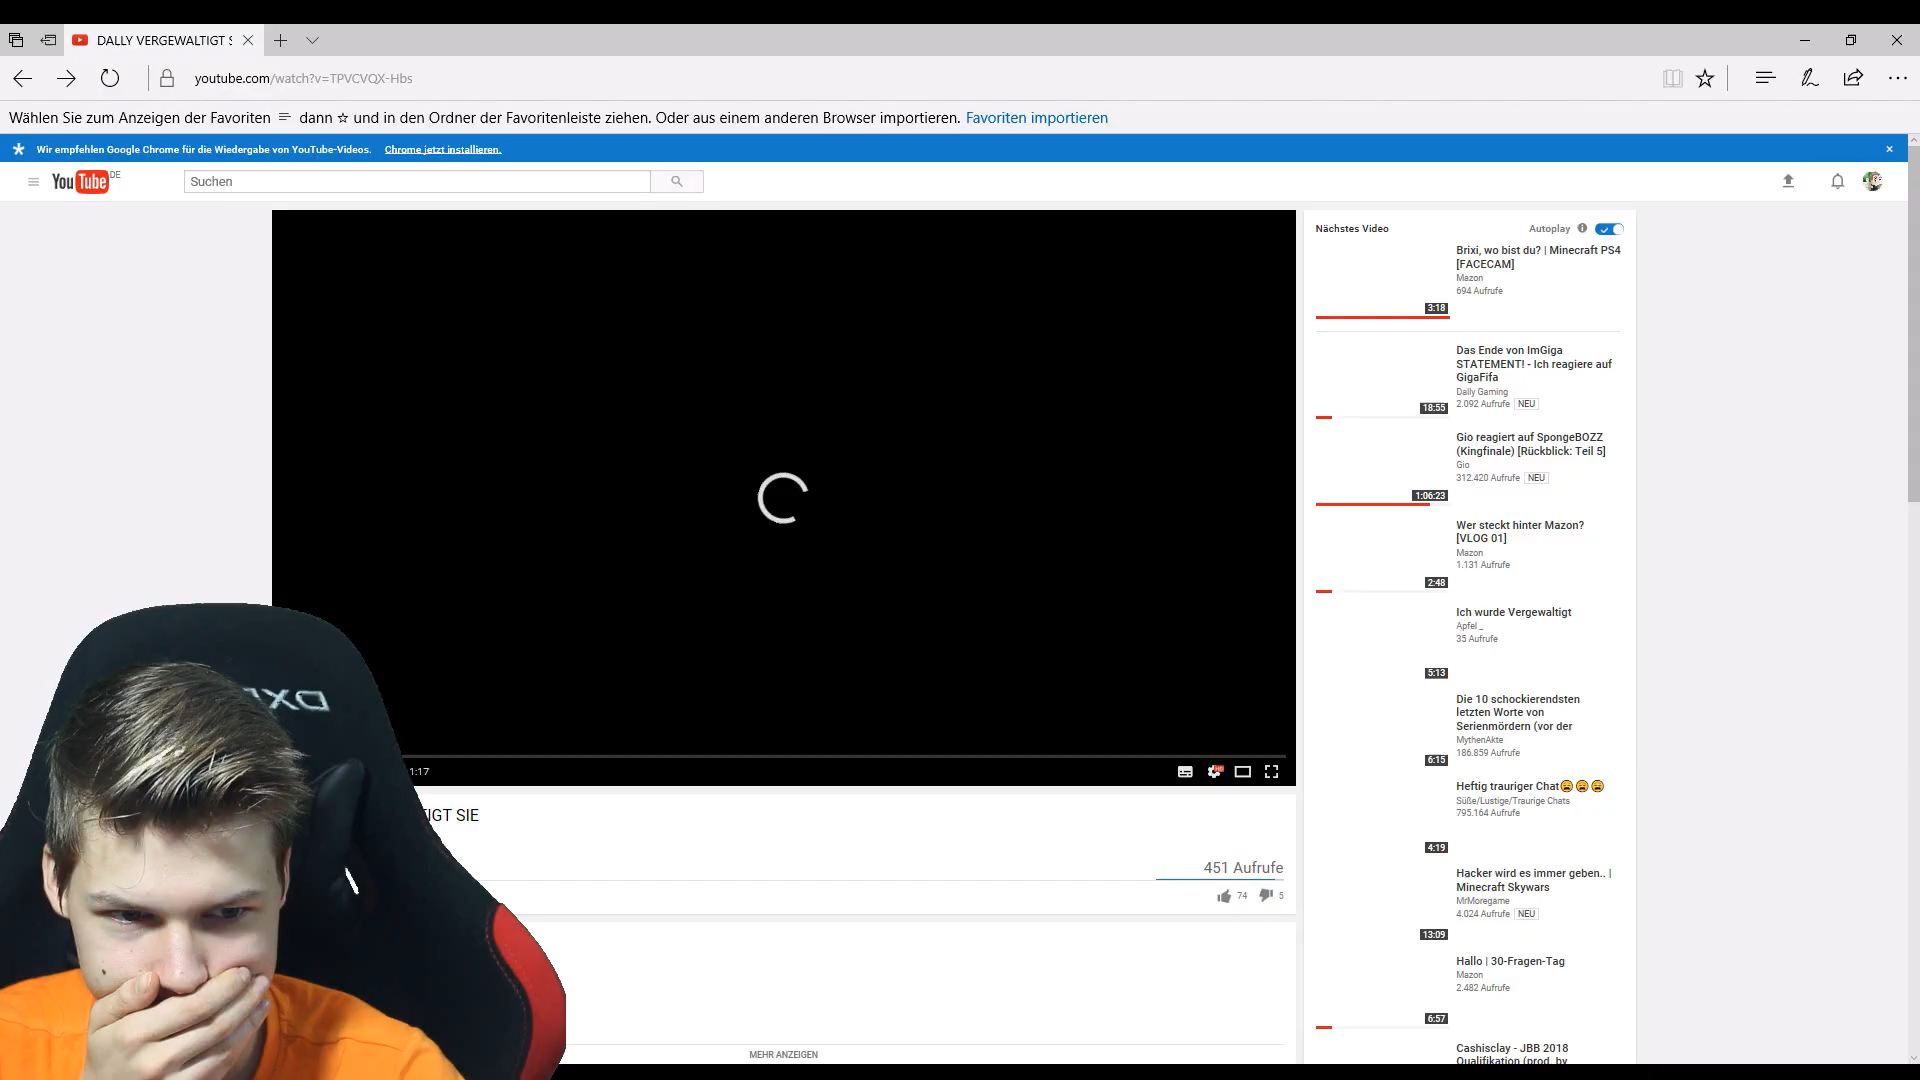 DALLY VERGEWALTIGT S
youtube.com/watch?v=TPVCVQX-Hbs
Wählen Sie zum Anzeigen der Favoriten dann ☆ und in den Ordner der Favoritenleiste ziehen. Oder aus einem anderen Browser importieren. Favoriten importieren
Wir empfehlen Google Chrome für die Wiedergabe von YouTube-Videos. Chrome jetzt installieren.
YouTube DE
Suchen
Nächstes Video
Autoplay
Brixi, wo bist du? | Minecraft PS4
[FACECAM]
Mazon
694 Aufrufe
3:18
Das Ende von ImGiga
STATEMENT! - Ich reagiere auf
GigaFifa
Dally Gaming
2.092 Aufrufe NEU
18:55
Gio reagiert auf SpongeBOZZ
(Kingfinale) [Rückblick: Teil 5]
Gio
312.420 Aufrufe NEU
1:06:23
Wer steckt hinter Mazon?
[VLOG 01]
Mazon
1.131 Aufrufe
2:48
Ich wurde Vergewaltigt
Apfel _
35 Aufrufe
5:13
Die 10 schockierendsten
letzten Worte von
Serienmördern (vor der
MythenAkte
186.859 Aufrufe
6:15
Heftig trauriger Chat😩😩😩
Süße/Lustige/Traurige Chats
795.164 Aufrufe
4:19
Hacker wird es immer geben.. |
Minecraft Skywars
MrMoregame
4.024 Aufrufe NEU
13:09
Hallo | 30-Fragen-Tag
Mazon
2.482 Aufrufe
6:57
Cashisclay - JBB 2018
Qualifikation (prod. by
1:17
HD
IGT SIE
451 Aufrufe
74 5
MEHR ANZEIGEN